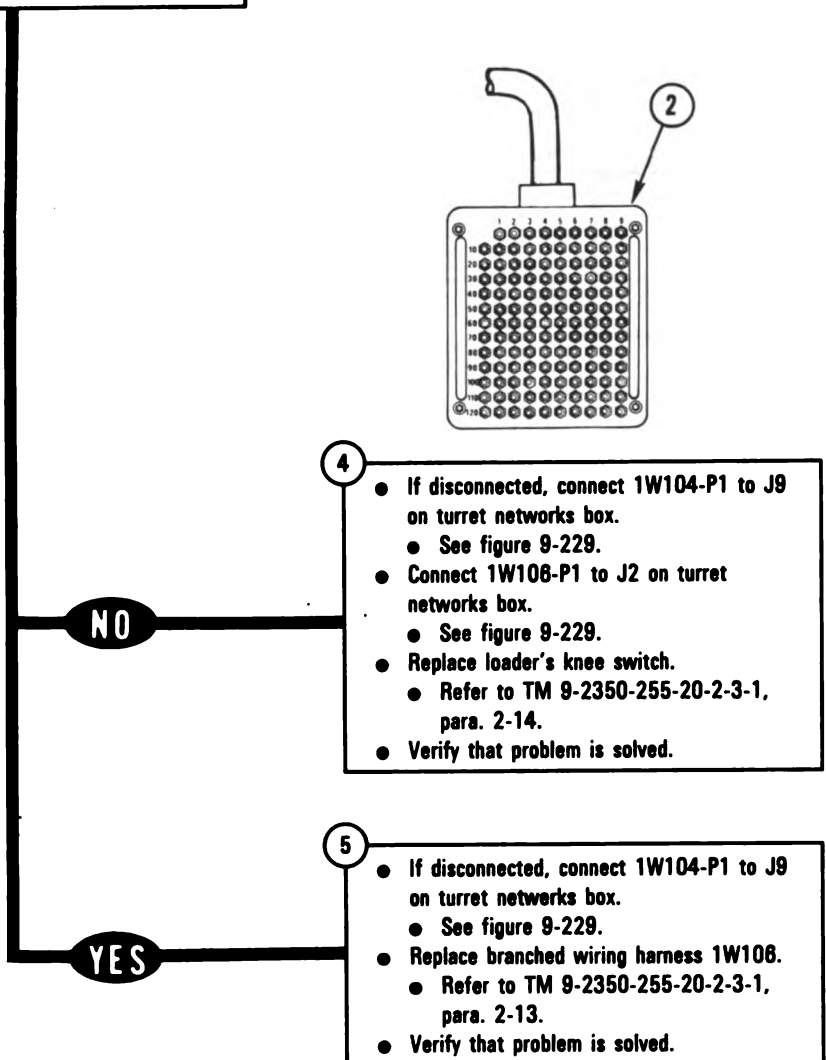 2
1 2 3 4 5 6 7 8 9
10
20
30
40
50
60
70
80
90
100
110
120
4
● If disconnected, connect 1W104-P1 to J9
on turret networks box.
● See figure 9-229.
● Connect 1W106-P1 to J2 on turret
networks box.
● See figure 9-229.
● Replace loader's knee switch.
● Refer to TM 9-2350-255-20-2-3-1,
para. 2-14.
● Verify that problem is solved.
NO
5
● If disconnected, connect 1W104-P1 to J9
on turret networks box.
● See figure 9-229.
● Replace branched wiring harness 1W106.
● Refer to TM 9-2350-255-20-2-3-1,
para. 2-13.
● Verify that problem is solved.
YES